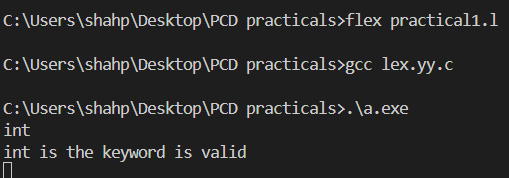 C:\Users\shahp\Desktop\PCD practicals>flex practical1.l
C:\Users\shahp\Desktop\PCD practicals>gcc lex.yy.c
C:\Users\shahp\Desktop\PCD practicals>.\a.exe
int
int is the keyword is valid